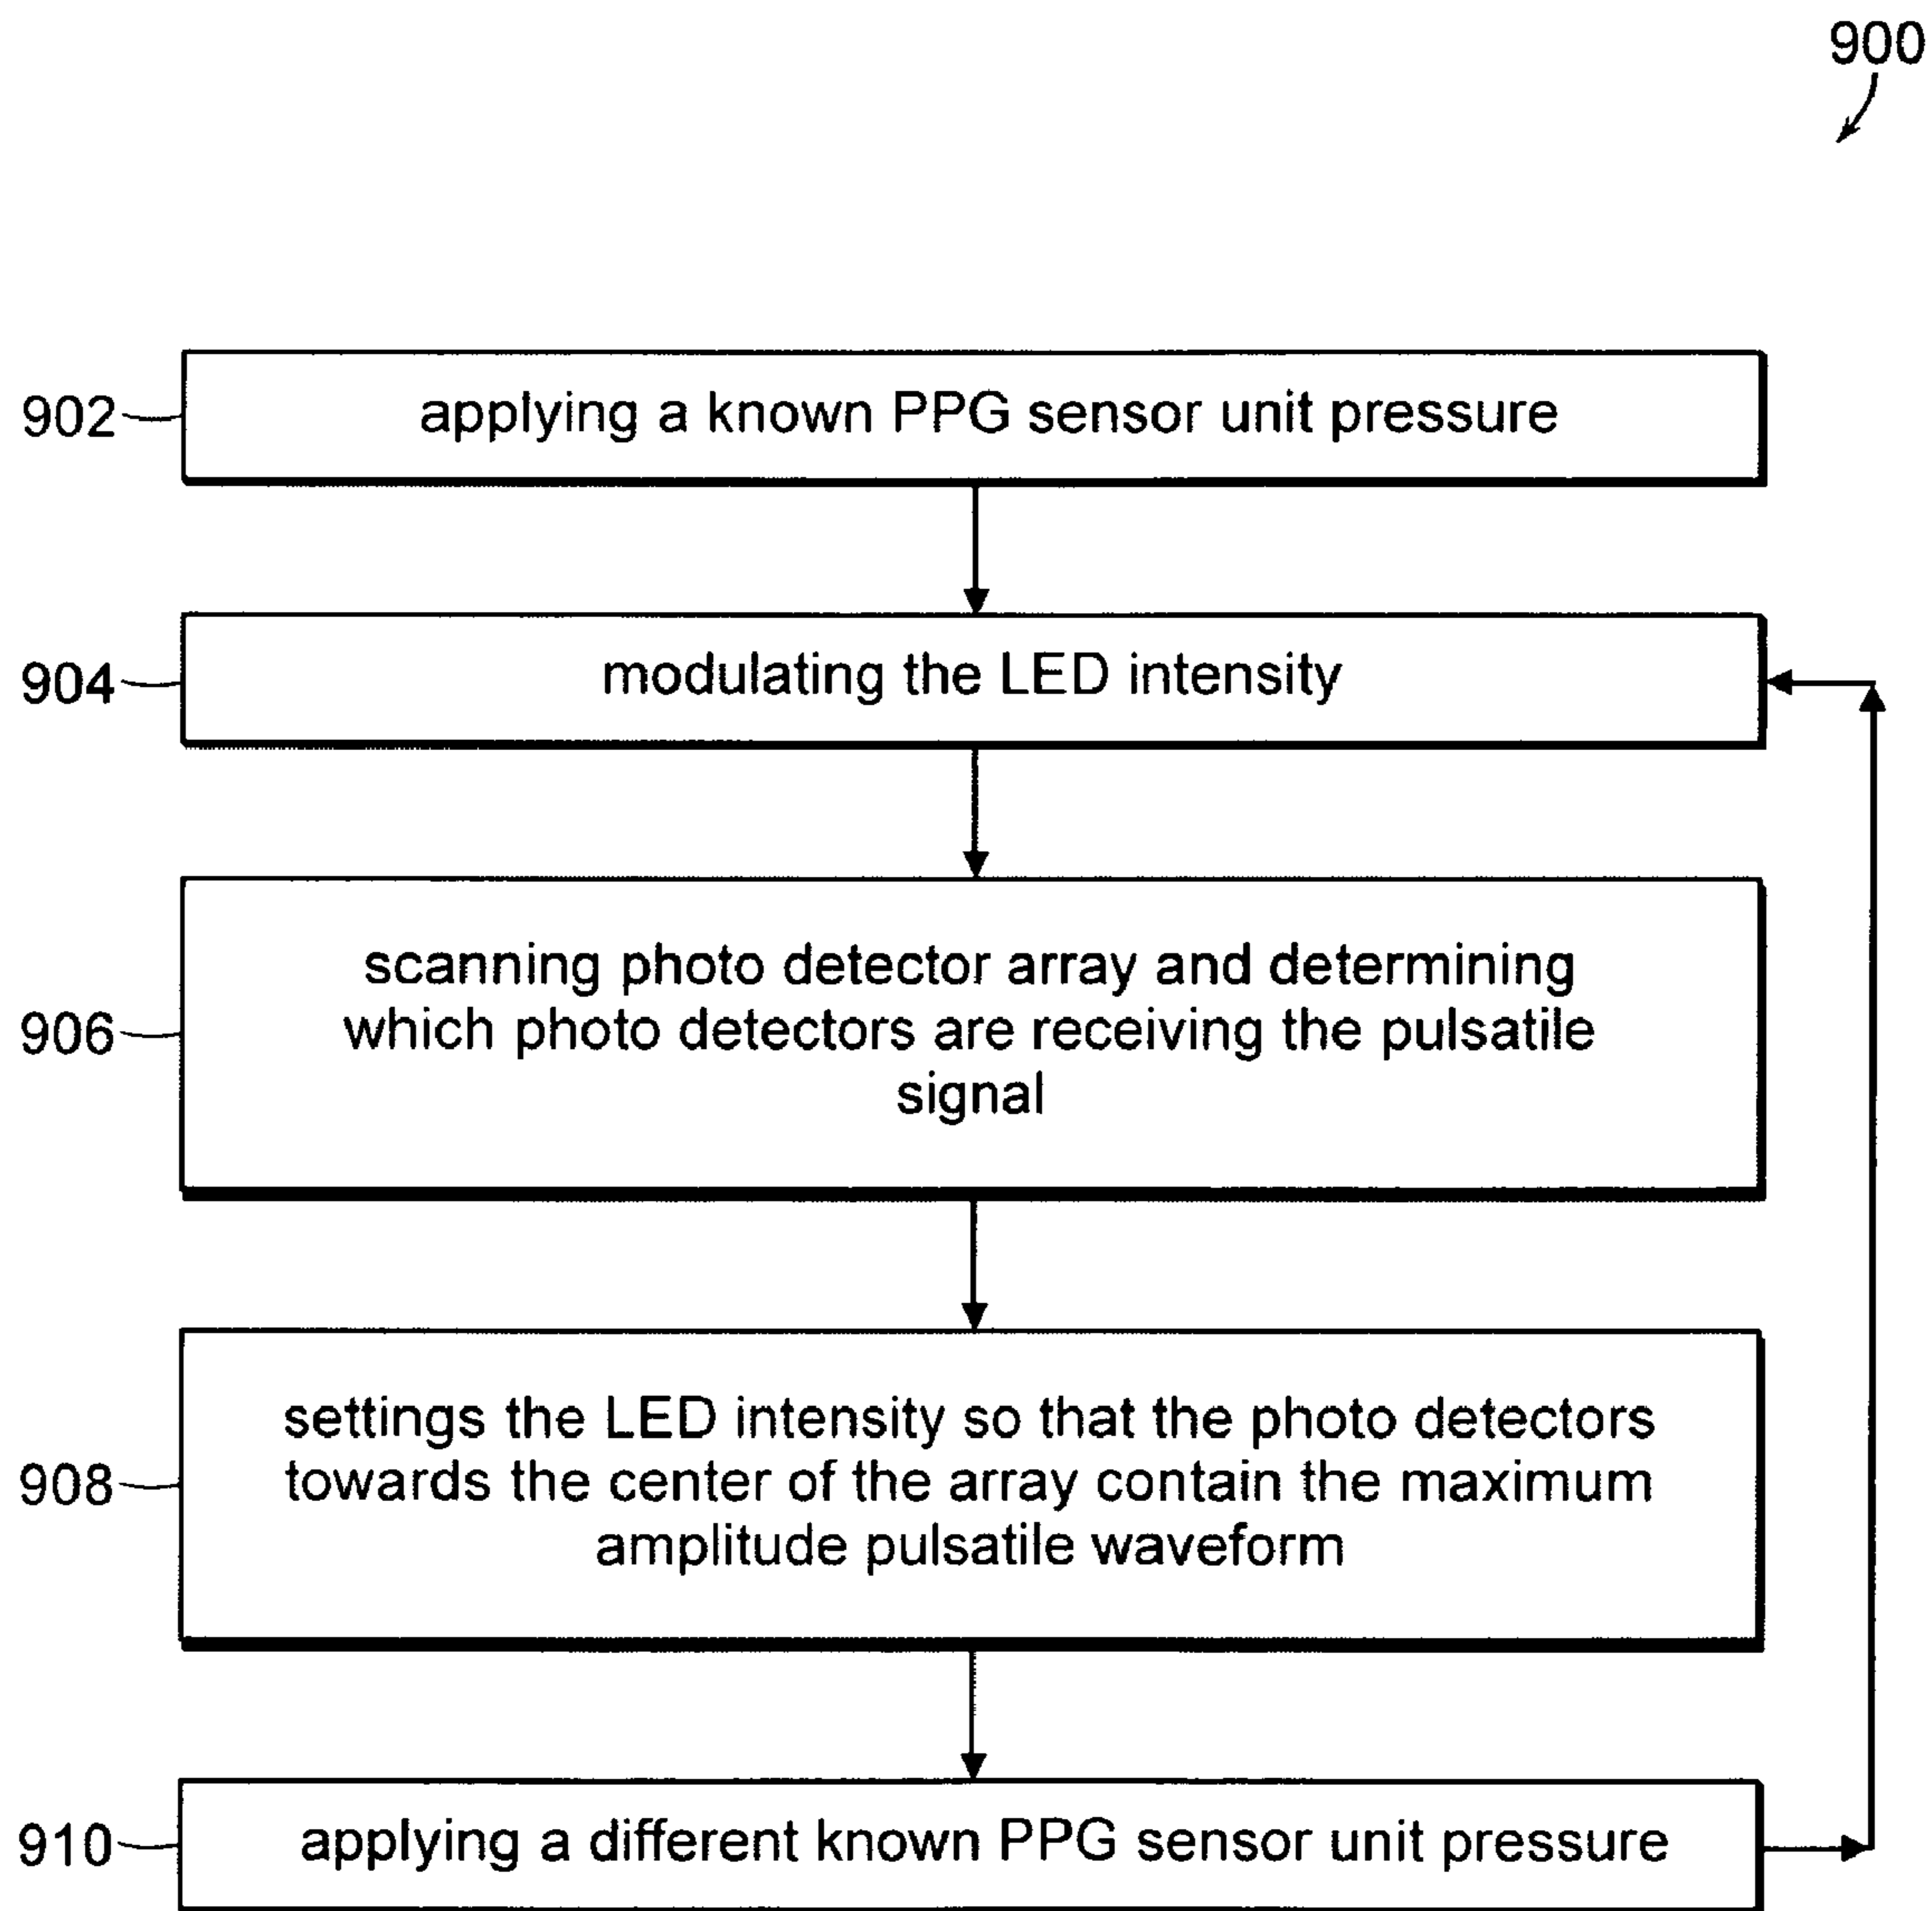 900
902
applying a known PPG sensor unit pressure
904
modulating the LED intensity
906
scanning photo detector array and determining
which photo detectors are receiving the pulsatile
signal
908
settings the LED intensity so that the photo detectors
towards the center of the array contain the maximum
amplitude pulsatile waveform
910
applying a different known PPG sensor unit pressure